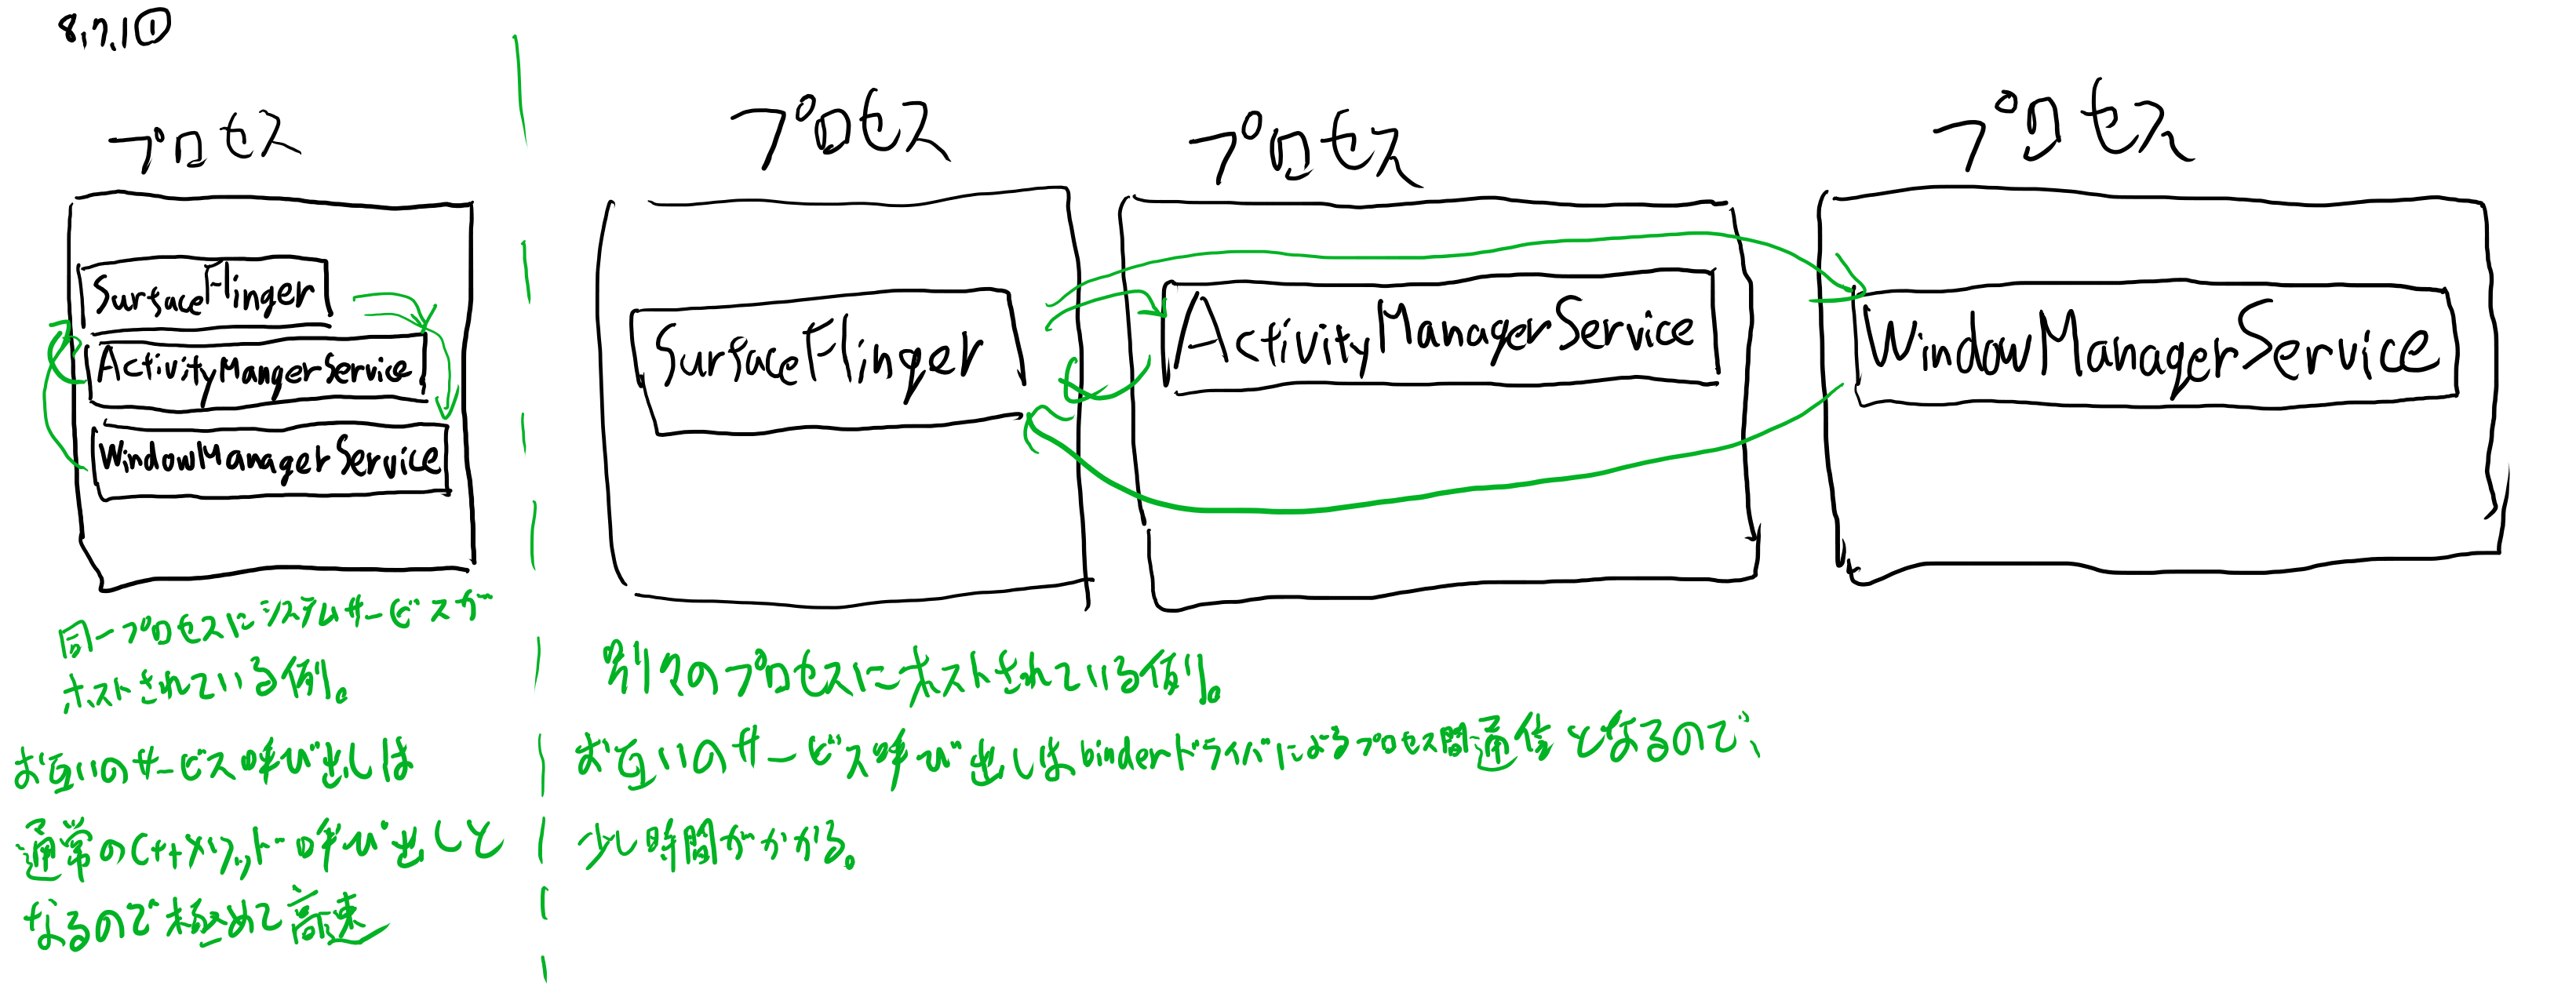 8.7.1①
プロセス
SurfaceFlinger
ActivityMangerService
WindowManagerService
同一プロセスにシステムサービスが
ホストされている例。
お互いのサービス呼び出しは
通常のC++メソッド呼び出しと
なるので極めて高速
プロセス
SurfaceFlinger
プロセス
ActivityManagerService
プロセス
WindowManagerService
別々のプロセスにホストされている例。
お互いのサービス呼び出しはbinderドライバによるプロセス間通信となるので、
少し時間がかかる。